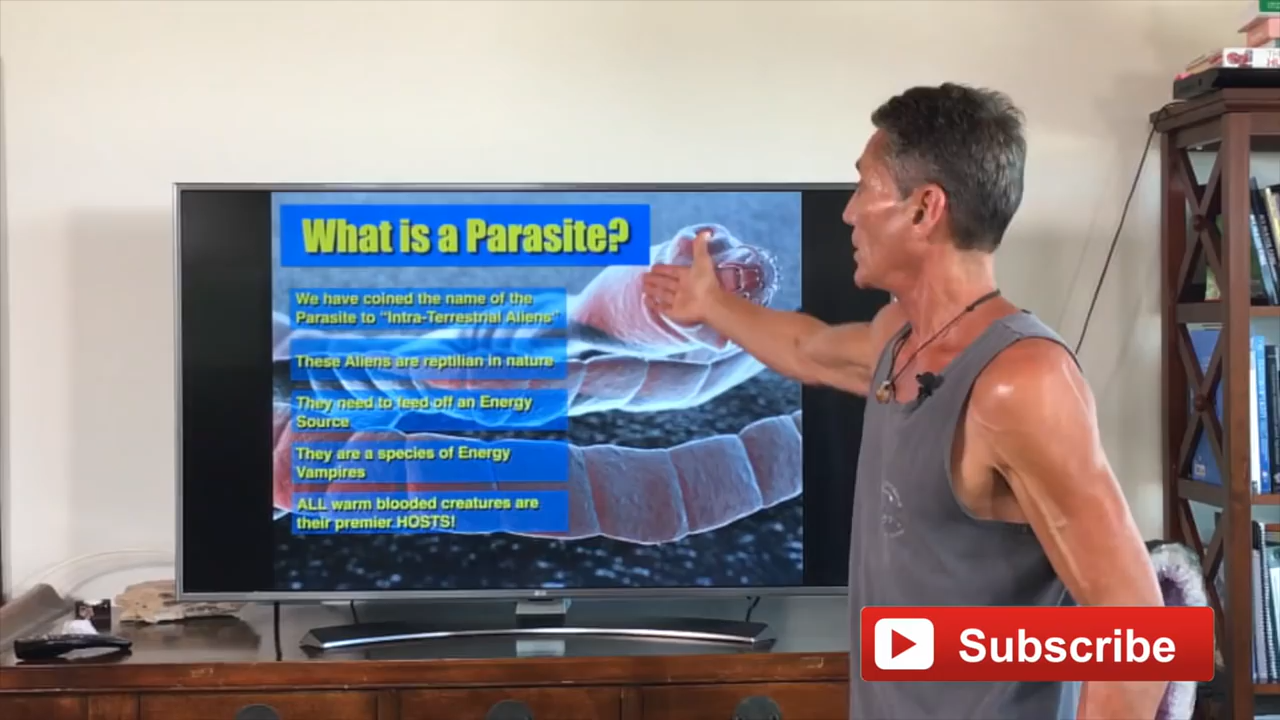 What is a Parasite?
We have coined the name of the
Parasite to "Intra-Terrestrial Aliens"
These Aliens are reptilian in nature
They need to feed off an Energy
Source
They are a species of Energy
Vampires
ALL warm blooded creatures are
their premier HOSTS!
LG
Subscribe